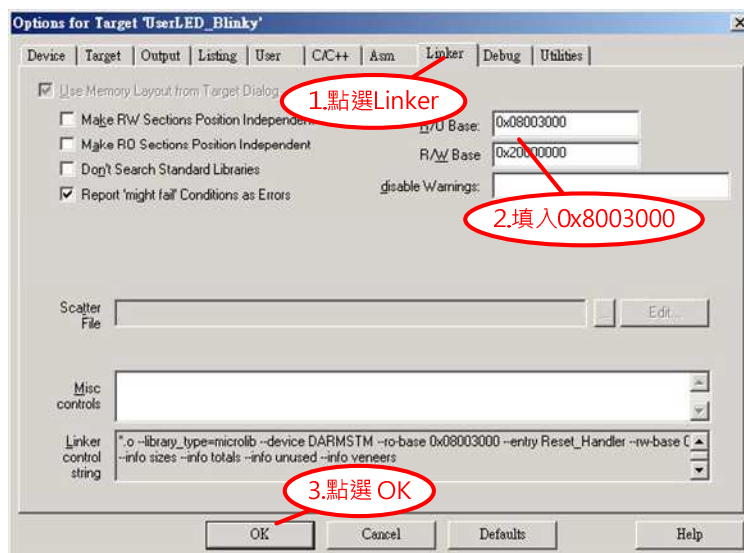 Options for Target 'UserLED_Blinky'
Device Target Output Listing User C/C++ Asm Linker Debug Utilities
Use Memory Layout from Target Dialog
1.點選Linker
Make RW Sections Position Independent
R/O Base: 0x08003000
Make RO Sections Position Independent
R/W Base 0x20000000
Don't Search Standard Libraries
disable Warnings:
Report 'might fail' Conditions as Errors
2.填入0x8003000
Scatter File
... Edit...
Misc controls
Linker control string
*.o --library_type=microlib --device DARMSTM --ro-base 0x08003000 --entry Reset_Handler --rw-base
--info sizes --info totals --info unused --info veneers
3.點選 OK
OK Cancel Defaults Help